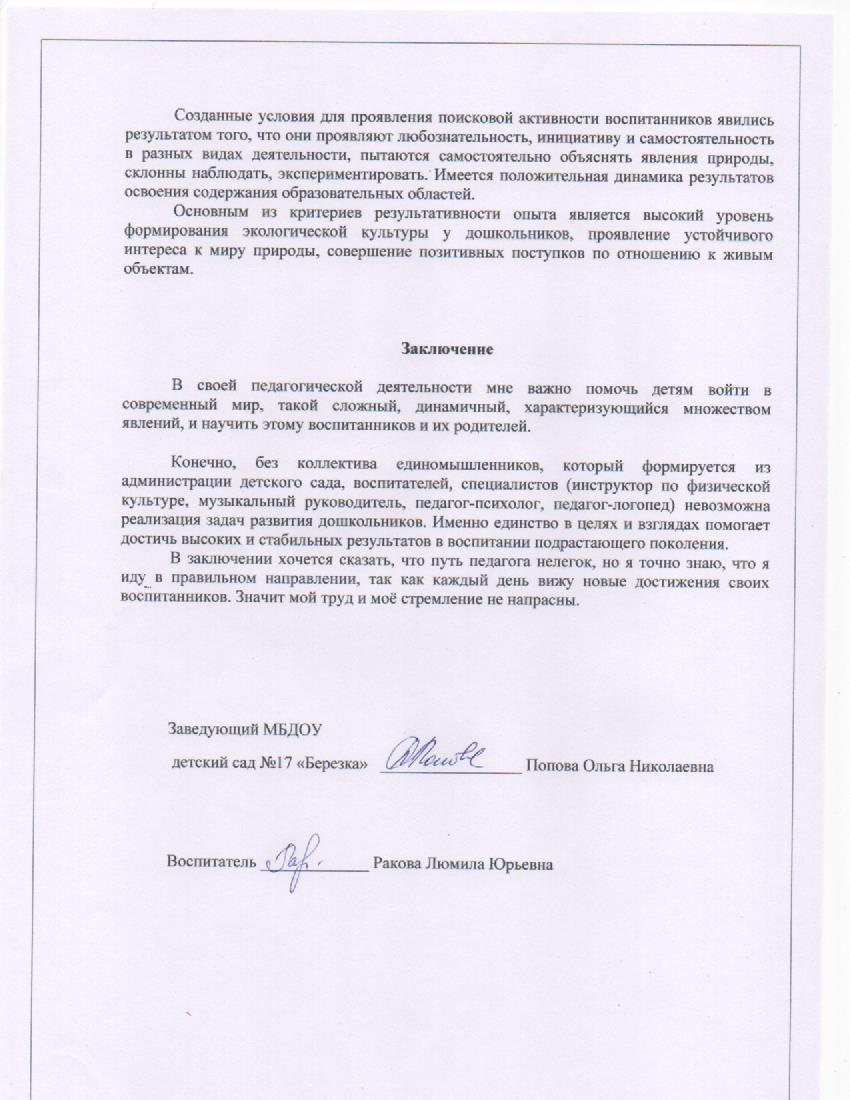 Созданные условия для проявления поисковой активности воспитанников явились
результатом того, что они проявляют любознательность, инициативу и самостоятельность
в разных видах деятельности, пытаются самостоятельно объяснять явления природы,
склонны наблюдать, экспериментировать. Имеется положительная динамика результатов
освоения содержания образовательных областей.
Основным из критериев результативности опыта является высокий уровень
формирования экологической культуры у дошкольников, проявление устойчивого
интереса к миру природы, совершение позитивных поступков по отношению к живым
объектам.
Заключение
В своей педагогической деятельности мне важно помочь детям войти в
современный мир, такой сложный, динамичный, характеризующийся множеством
явлений, и научить этому воспитанников и их родителей.
Конечно, без коллектива единомышленников, который формируется из
администрации детского сада, воспитателей, специалистов (инструктор по физической
культуре, музыкальный руководитель, педагог-психолог, педагог-логопед) невозможна
реализация задач развития дошкольников. Именно единство в целях и взглядах помогает
достичь высоких и стабильных результатов в воспитании подрастающего поколения.
В заключении хочется сказать, что путь педагога нелегок, но я точно знаю, что я
иду в правильном направлении, так как каждый день вижу новые достижения своих
воспитанников. Значит мой труд и моё стремление не напрасны.
Заведующий МБДОУ
детский сад №17 «Березка» Попова Ольга Николаевна
Воспитатель Ракова Люмила Юрьевна